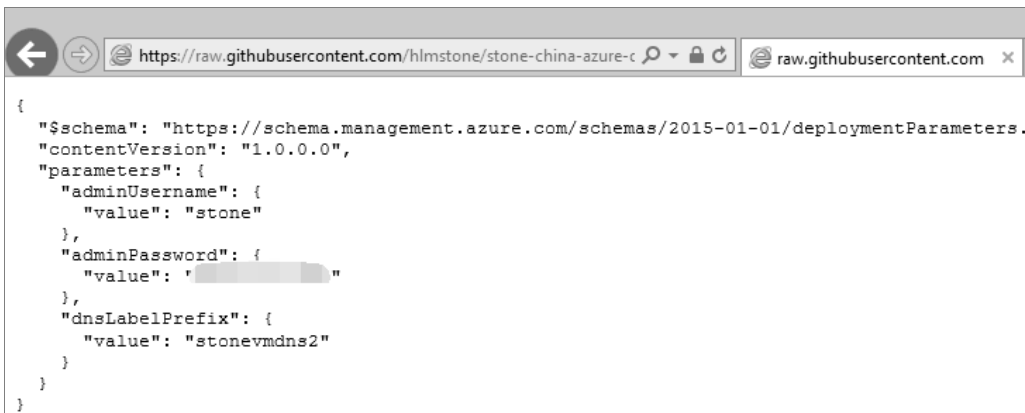 https://raw.githubusercontent.com/hlmstone/stone-china-azure-c
raw.githubusercontent.com
{
"$schema": "https://schema.management.azure.com/schemas/2015-01-01/deploymentParameters.
"contentVersion": "1.0.0.0",
"parameters": {
"adminUsername": {
"value": "stone"
},
"adminPassword": {
"value": " "
},
"dnsLabelPrefix": {
"value": "stonevmdns2"
}
}
}